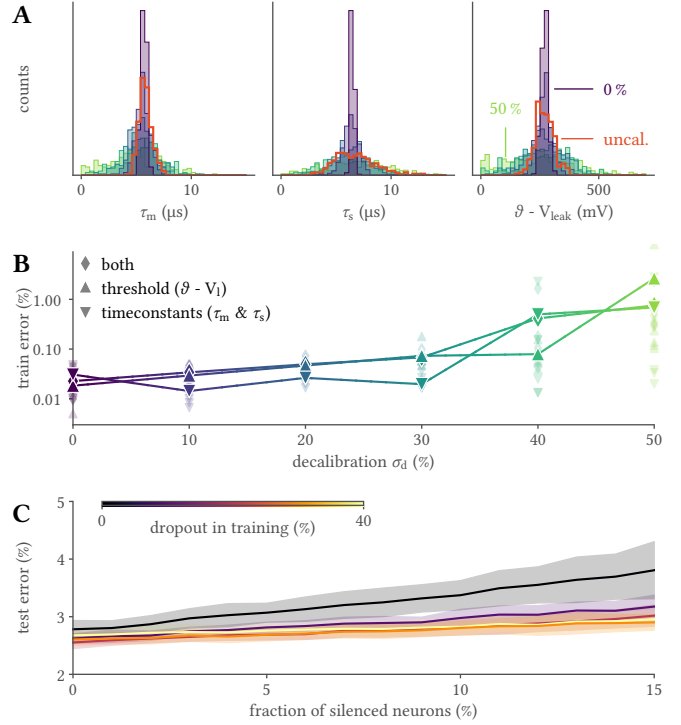 A
counts
0 %
50 %
uncal.
0
10
0
10
0
500
τm (μs)
τs (μs)
ϑ - Vleak (mV)
B
both
threshold (ϑ - Vl)
timeconstants (τm & τs)
train error (%)
1.00
0.10
0.01
0
10
20
30
40
50
decalibration σd (%)
C
0
40
dropout in training (%)
test error (%)
5
4
3
2
0
5
10
15
fraction of silenced neurons (%)